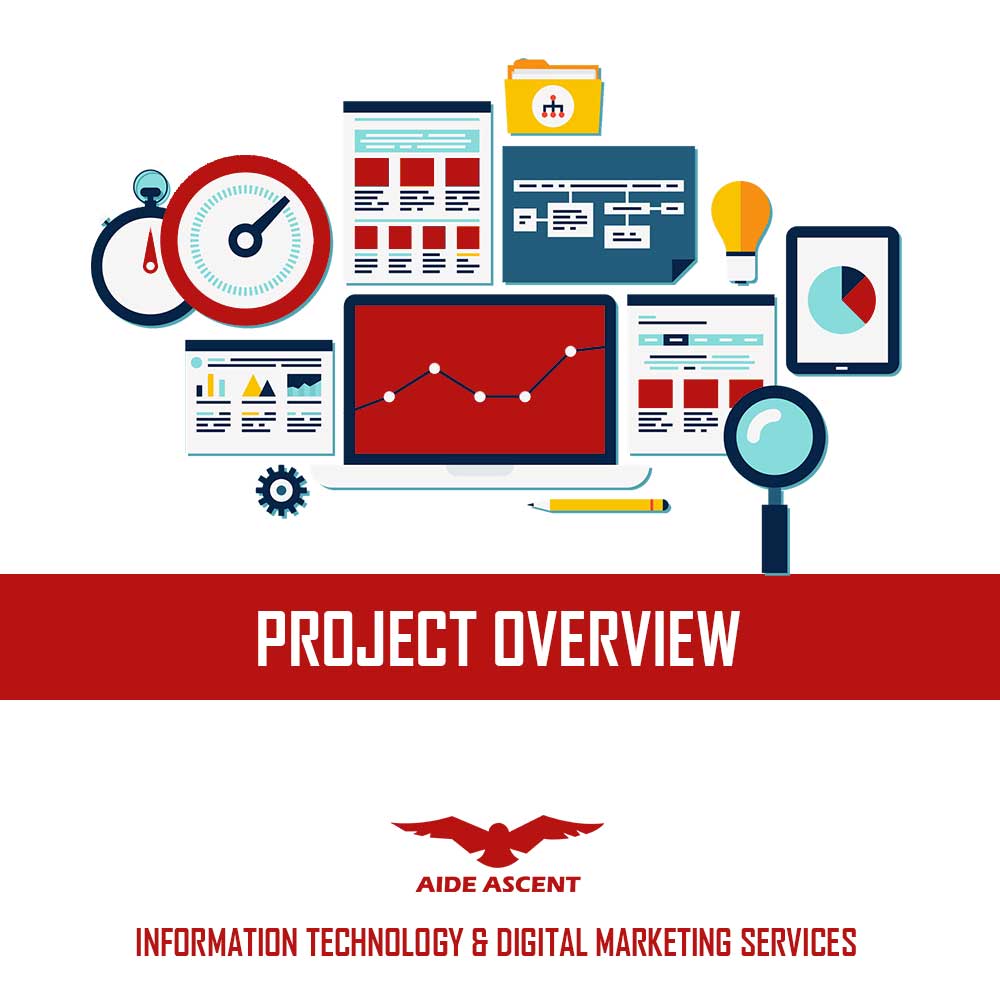 PROJECT OVERVIEW
AIDE ASCENT
INFORMATION TECHNOLOGY & DIGITAL MARKETING SERVICES